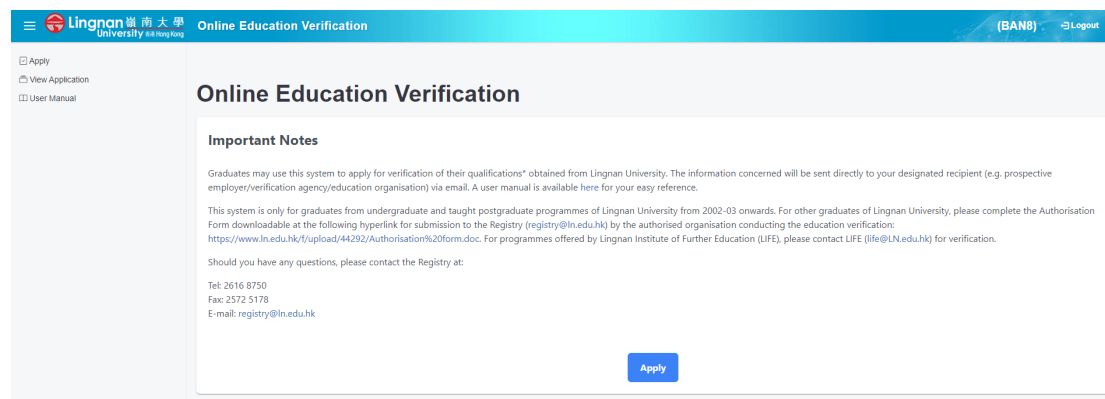 Lingnan 嶺南大學 Online Education Verification (BAN8) Logout
University Hong Kong
Apply
View Application
User Manual
Online Education Verification
Important Notes
Graduates may use this system to apply for verification of their qualifications* obtained from Lingnan University. The information concerned will be sent directly to your designated recipient (e.g. prospective
employer/verification agency/education organisation) via email. A user manual is available here for your easy reference.
This system is only for graduates from undergraduate and taught postgraduate programmes of Lingnan University from 2002-03 onwards. For other graduates of Lingnan University, please complete the Authorisation
Form downloadable at the following hyperlink for submission to the Registry (registry@ln.edu.hk) by the authorised organisation conducting the education verification:
https://www.ln.edu.hk/f/upload/44292/Authorisation%20form.doc. For programmes offered by Lingnan Institute of Further Education (LIFE), please contact LIFE (life@LN.edu.hk) for verification.
Should you have any questions, please contact the Registry at:
Tel: 2616 8750
Fax: 2572 5178
E-mail: registry@ln.edu.hk
Apply